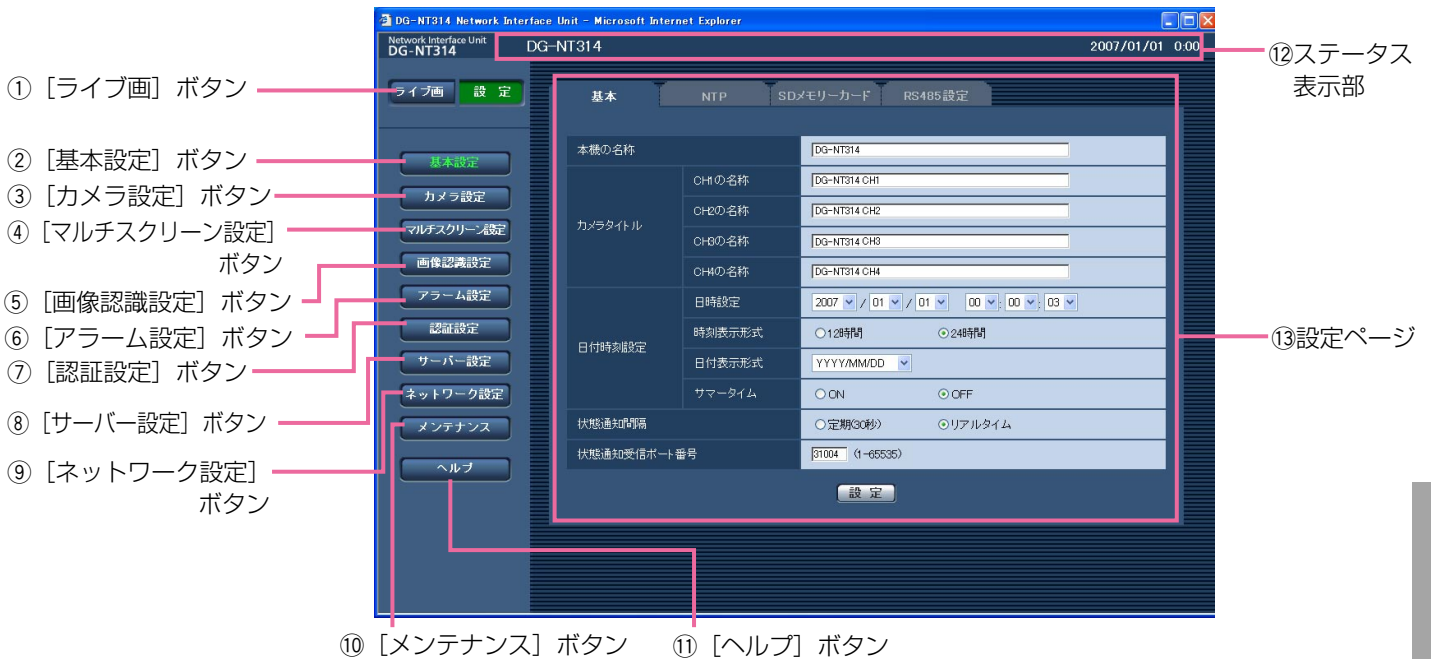 DG-NT314 Network Interface Unit - Microsoft Internet Explorer
Network Interface Unit
DG-NT314
DG-NT314
2007/01/01 0:00
⑫ステータス
表示部
①［ライブ画］ボタン
ライブ画
設 定
基本
NTP
SDメモリーカード
RS485設定
②［基本設定］ボタン
基本設定
③［カメラ設定］ボタン
カメラ設定
④［マルチスクリーン設定］
ボタン
マルチスクリーン設定
⑤［画像認識設定］ボタン
画像認識設定
⑥［アラーム設定］ボタン
アラーム設定
⑦［認証設定］ボタン
認証設定
⑧［サーバー設定］ボタン
サーバー設定
⑨［ネットワーク設定］
ボタン
ネットワーク設定
メンテナンス
ヘルプ
本機の名称
DG-NT314
カメラタイトル
CH1の名称
DG-NT314 CH1
CH2の名称
DG-NT314 CH2
CH3の名称
DG-NT314 CH3
CH4の名称
DG-NT314 CH4
日付時刻設定
日時設定
2007 / 01 / 01 00 : 00 : 03
時刻表示形式
12時間
24時間
日付表示形式
YYYY/MM/DD
サマータイム
ON
OFF
状態通知間隔
定期(30秒)
リアルタイム
状態通知受信ポート番号
31004 (1-65535)
設 定
⑬設定ページ
⑩［メンテナンス］ボタン
⑪［ヘルプ］ボタン